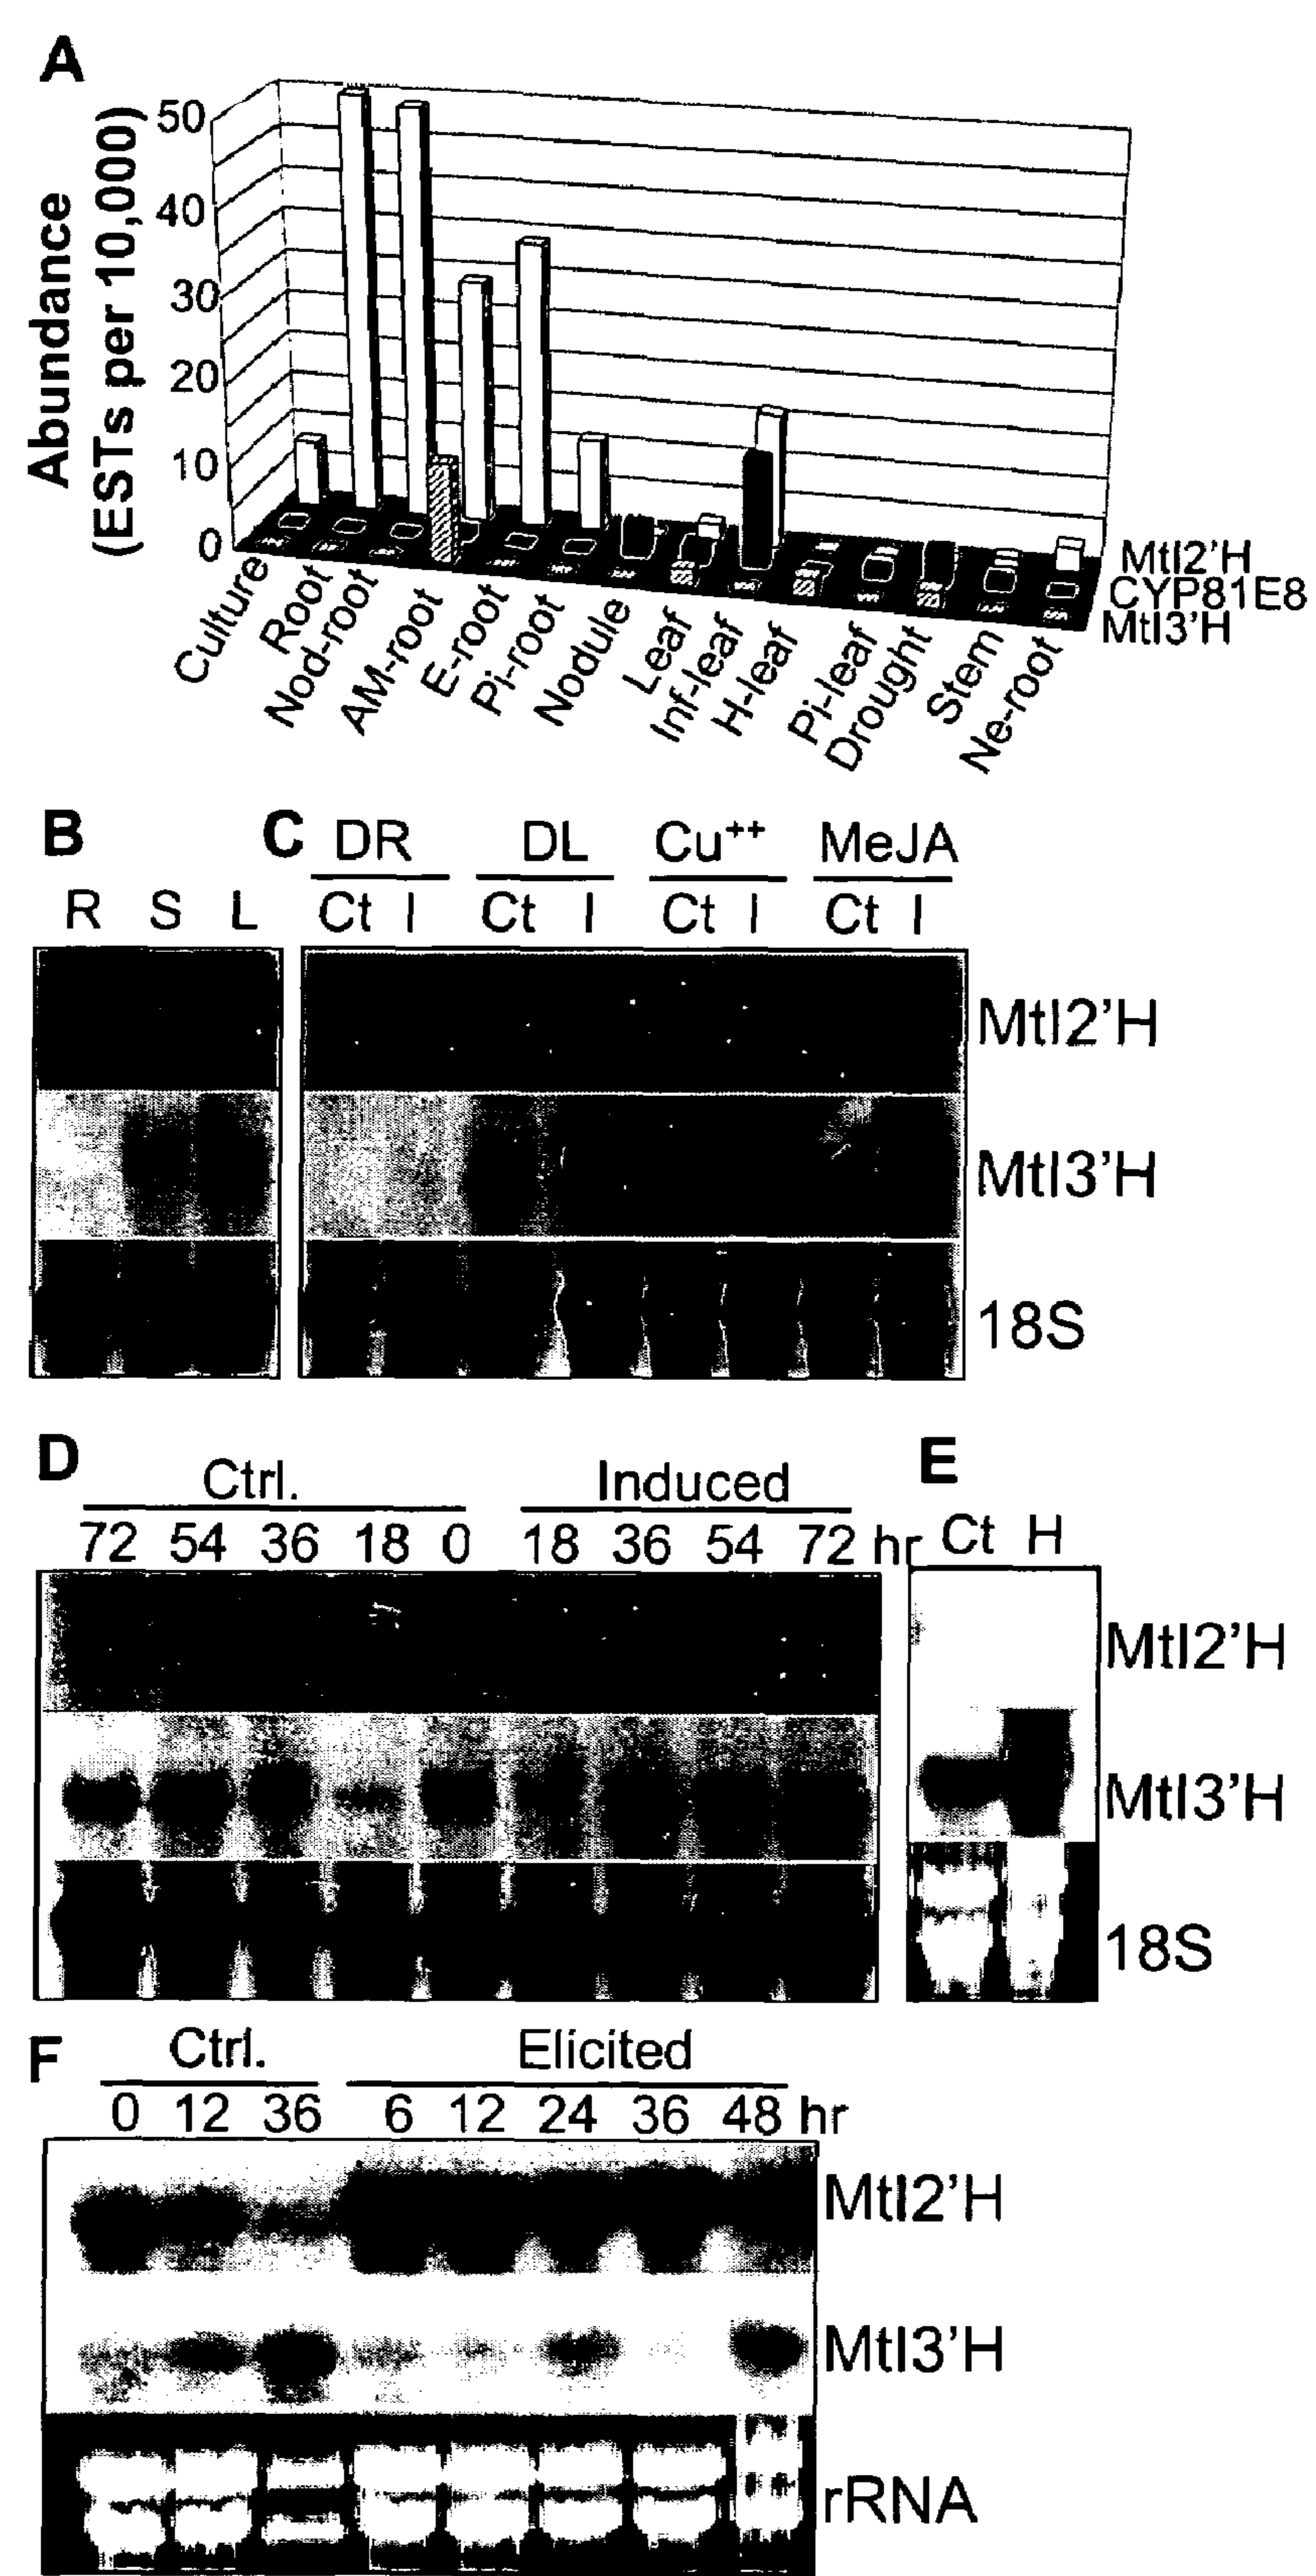 A
Abundance
(ESTs per 10,000)
50
40
30
20
10
0
Culture
Root
Nod-root
AM-root
E-root
Pi-root
Nodule
Leaf
Inf-leaf
H-leaf
Pi-leaf
Drought
Stem
Ne-root
MtI2'H
CYP81E8
MtI3'H
B
R S L
C
DR DL Cu++ MeJA
Ct I Ct I Ct I Ct I
MtI2'H
MtI3'H
18S
D
Ctrl. Induced
72 54 36 18 0 18 36 54 72 hr
E
Ct H
MtI2'H
MtI3'H
18S
F
Ctrl. Elicited
0 12 36 6 12 24 36 48 hr
MtI2'H
MtI3'H
rRNA